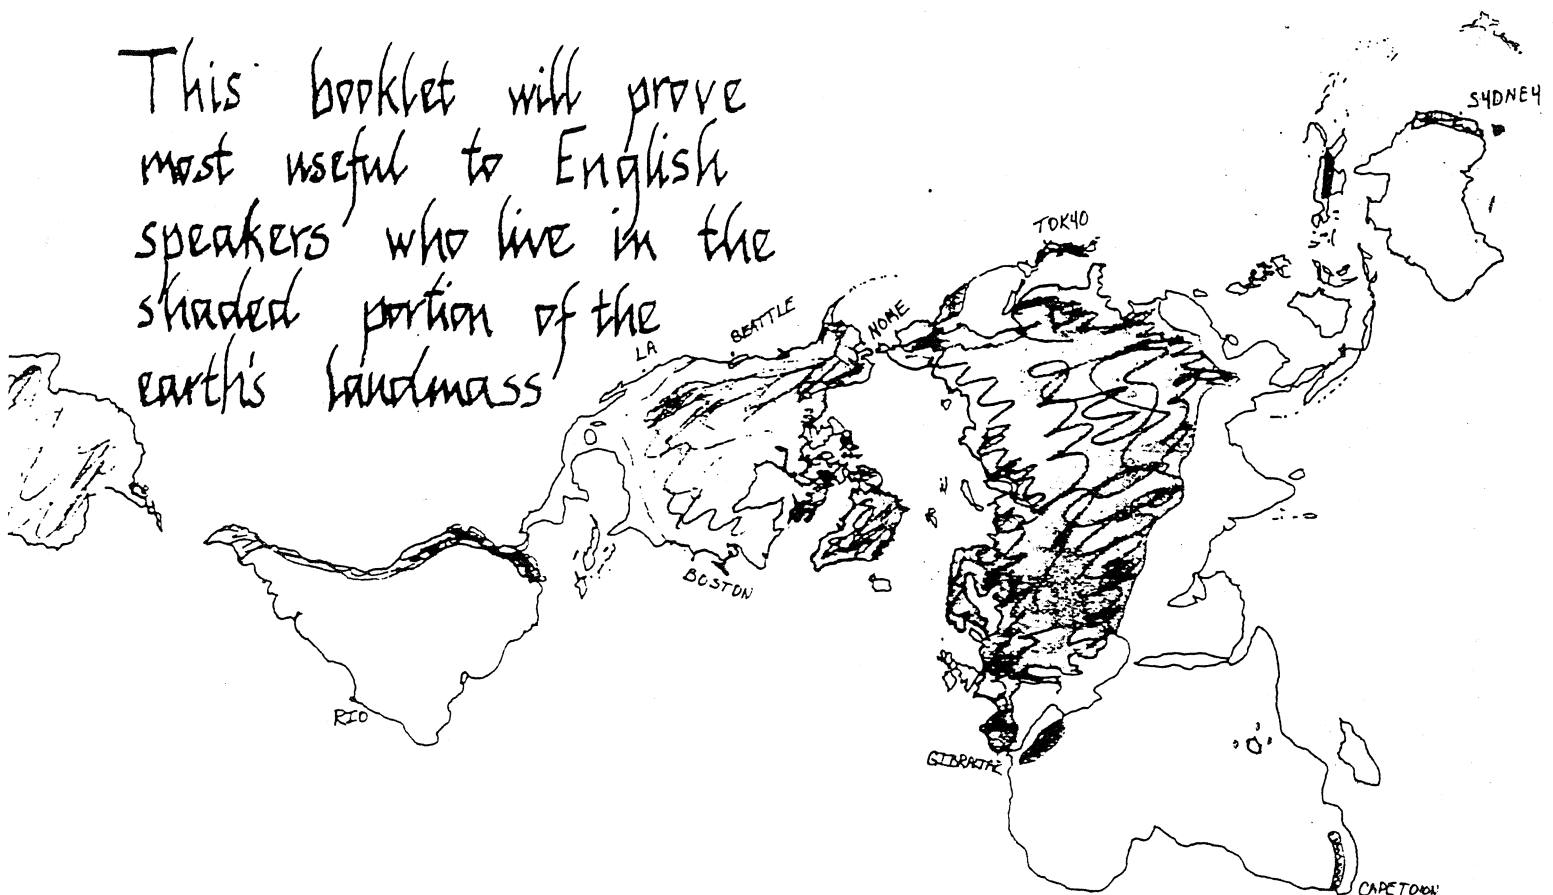 This booklet will prove
most useful to English
speakers who live in the
shaded portion of the
earth's landmass
SYDNEY
TOKYO
NOME
SEATTLE
LA
BOSTON
RIO
GIBRALTAR
CAPETOWN